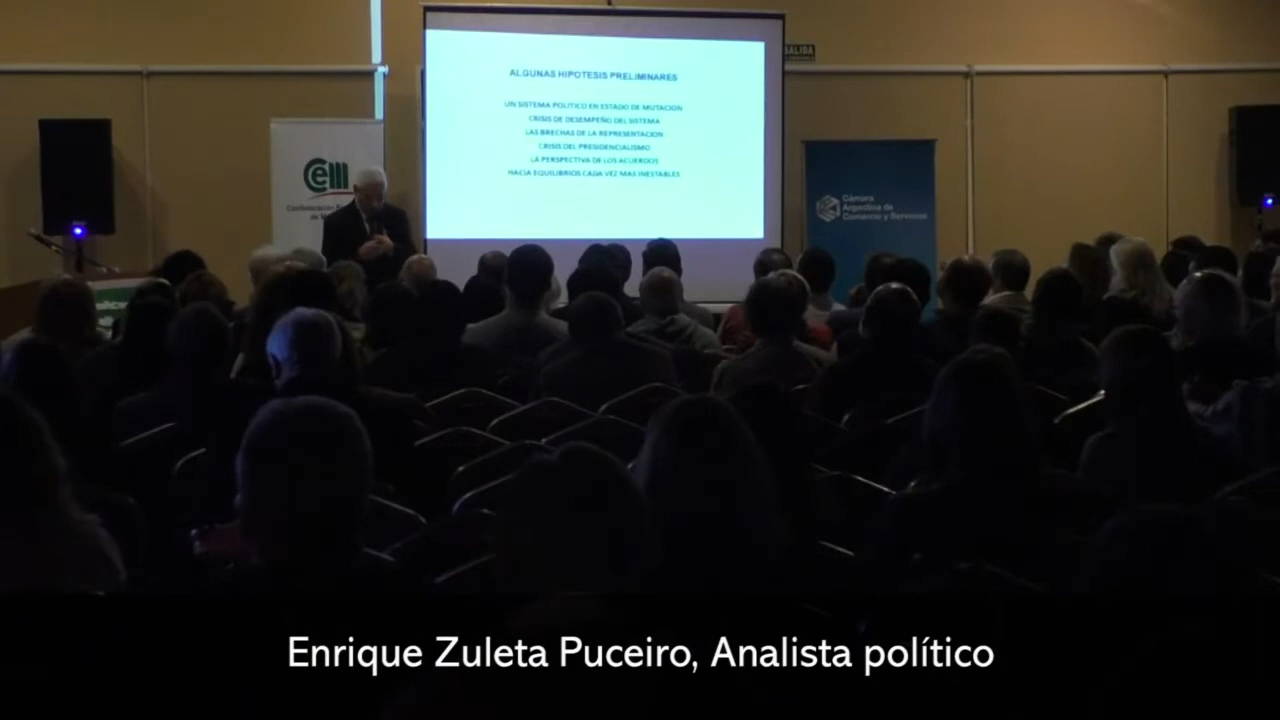 SALIDA
ALGUNAS HIPOTESIS PRELIMINARES
UN SISTEMA POLITICO EN ESTADO DE MUTACION
CRISIS DE DESEMPEÑO DEL SISTEMA
LAS BRECHAS DE LA REPRESENTACION
CRISIS DEL PRESIDENCIALISMO
LA PERSPECTIVA DE LOS ACUERDOS
HACIA EQUILIBRIOS CADA VEZ MAS INESTABLES
Cem
Confederación
Cámara
Argentina de
Comercio y Servicios
Enrique Zuleta Puceiro, Analista político